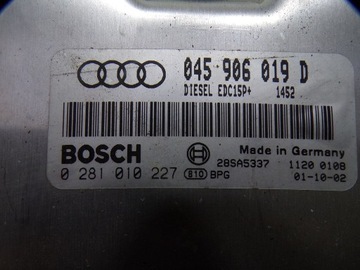 045 906 019 D
DIESEL EDC15P+ 1452
BOSCH
0 281 010 227
28SA5337
Made in Germany
1120 0108
B10 BPG
01-10-02